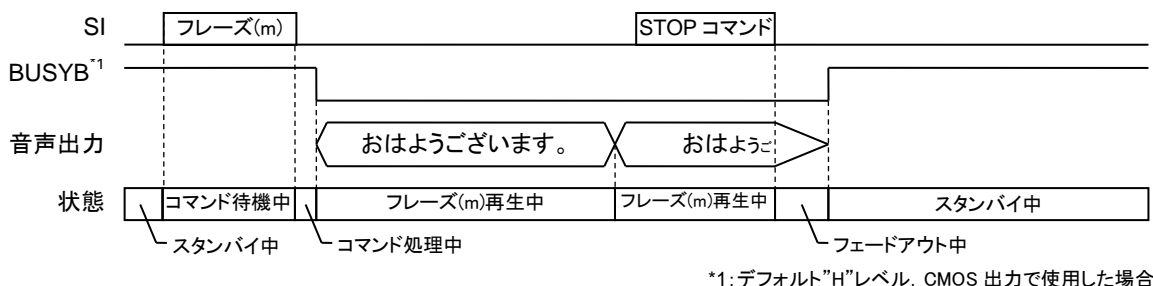 SI フレーズ(m) STOP コマンド
BUSYB*1
音声出力 おはようございます。 おはようご
状態 コマンド待機中 フレーズ(m)再生中 フレーズ(m)再生中 スタンバイ中
スタンバイ中 コマンド処理中 フェードアウト中
*1:デフォルト”H”レベル, CMOS 出力で使用した場合